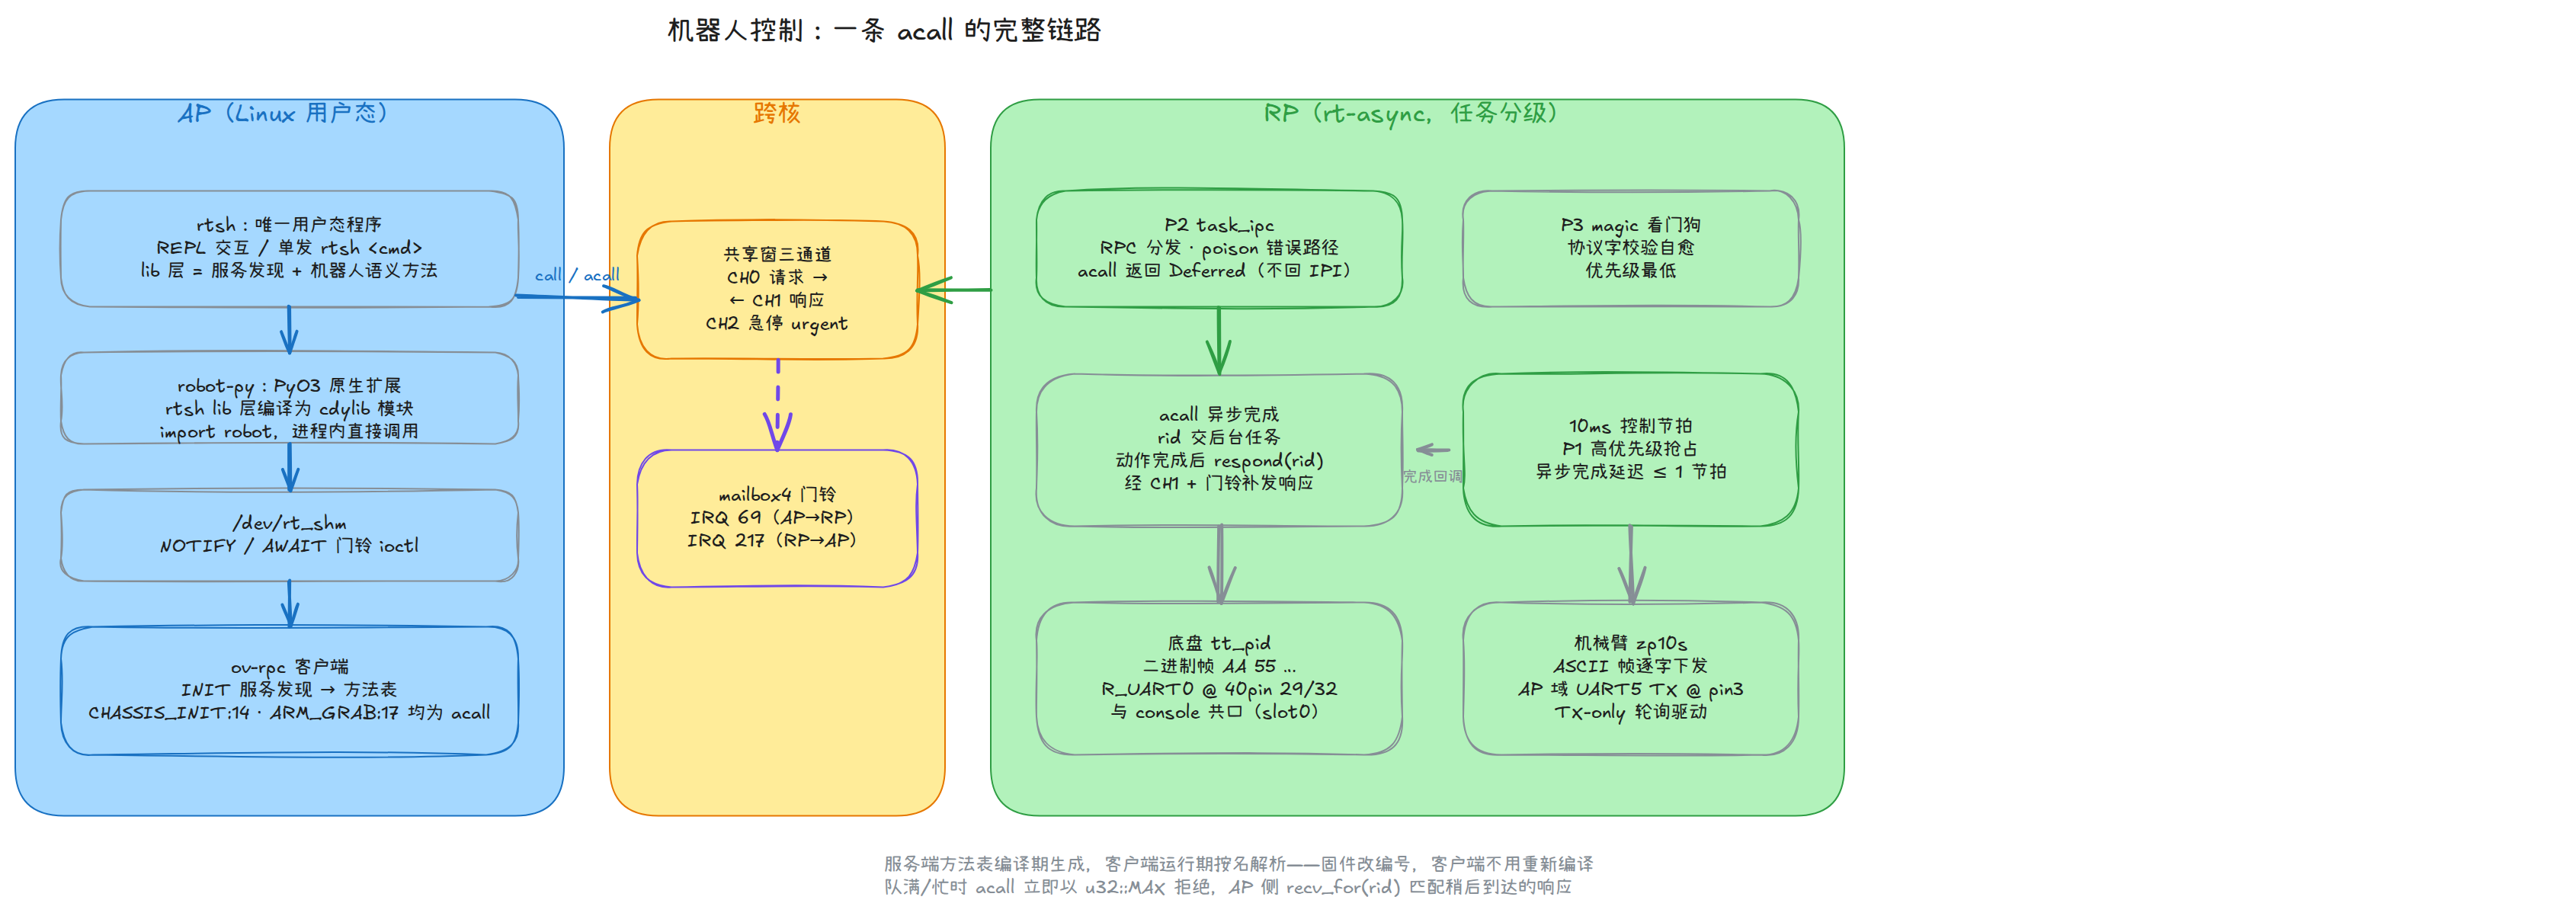 机器人控制：一条 acall 的完整链路
AP（Linux 用户态）
rtsh：唯一用户态程序
REPL 交互 / 单发 rtsh <cmd>
lib 层 = 服务发现 + 机器人语义方法
robot-py：PyO3 原生扩展
rtsh lib 层编译为 cdylib 模块
import robot，进程内直接调用
/dev/rt_shm
NOTIFY / AWAIT 门铃 ioctl
ov-rpc 客户端
INIT 服务发现 → 方法表
CHASSIS_INIT:14 · ARM_GRAB:17 均为 acall
call / acall
跨核
共享窗三通道
CH0 请求 →
← CH1 响应
CH2 急停 urgent
mailbox4 门铃
IRQ 69（AP→RP）
IRQ 217（RP→AP）
RP（rt-async，任务分级）
P2 task_ipc
RPC 分发 · poison 错误路径
acall 返回 Deferred（不回 IPI）
P3 magic 看门狗
协议字校验自愈
优先级最低
acall 异步完成
rid 交后台任务
动作完成后 respond(rid)
经 CH1 + 门铃补发响应
完成回调
10ms 控制节拍
P1 高优先级抢占
异步完成延迟 ≤ 1 节拍
底盘 tt_pid
二进制帧 AA 55 ...
R_UART0 @ 40pin 29/32
与 console 共口（slot0）
机械臂 zp10s
ASCII 帧逐字下发
AP 域 UART5 TX @ pin3
TX-only 轮询驱动
服务端方法表编译期生成，客户端运行期按名解析——固件改编号，客户端不用重新编译
队满/忙时 acall 立即以 u32::MAX 拒绝，AP 侧 recv_for(rid) 匹配稍后到达的响应